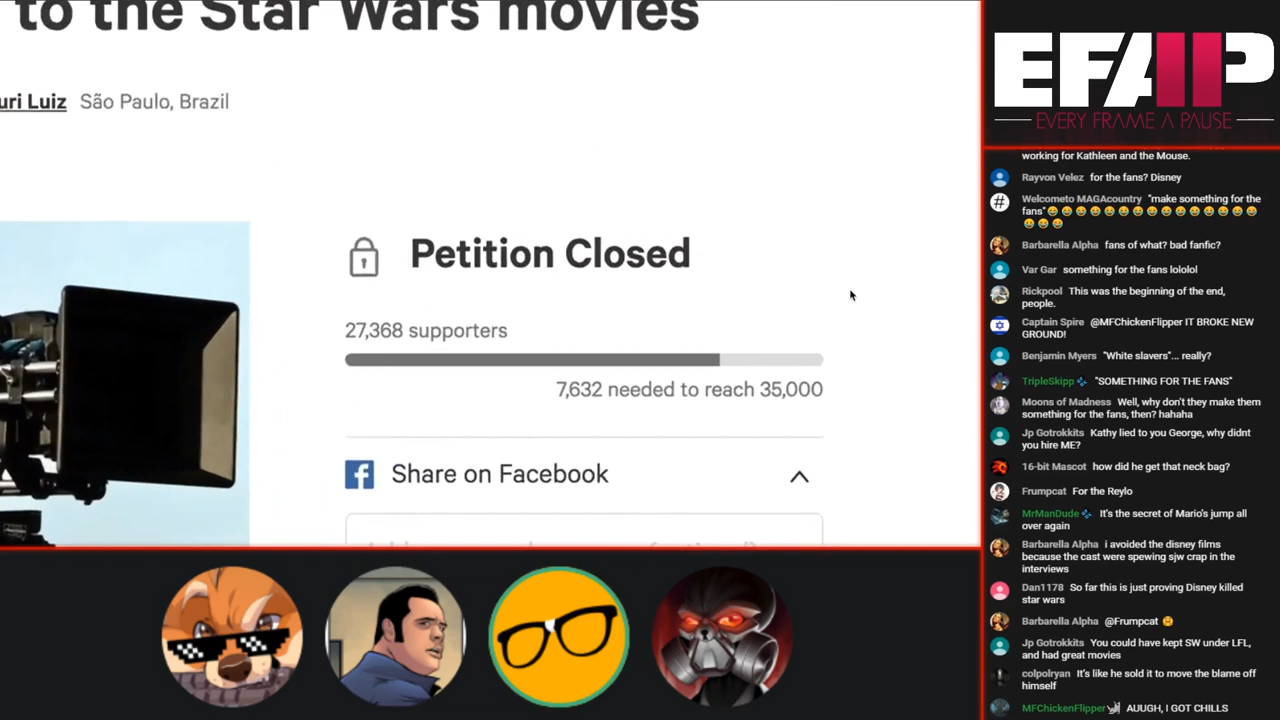 to the Star Wars movies
uri Luiz São Paulo, Brazil
Petition Closed
27,368 supporters
7,632 needed to reach 35,000
Share on Facebook
EFAP
EVERY FRAME A PAUSE
working for Kathleen and the Mouse.
Rayvon Velez for the fans? Disney
Welcometo MAGAcountry "make something for the
fans"😂😂😂😂😂😂😂😂😂😂😂😂😂😂
😂😂😂
Barbarella Alpha fans of what? bad fanfic?
Var Gar something for the fans lololol
Rickpool This was the beginning of the end,
people.
Captain Spire @MFChickenFlipper IT BROKE NEW
GROUND!
Benjamin Myers "White slavers"... really?
TripleSkipp "SOMETHING FOR THE FANS"
Moons of Madness Well, why don't they make them
something for the fans, then? hahaha
Jp Gotrokkits Kathy lied to you George, why didnt
you hire ME?
16-bit Mascot how did he get that neck bag?
Frumpcat For the Reylo
MrManDude It's the secret of Mario's jump all
over again
Barbarella Alpha i avoided the disney films
because the cast were spewing sjw crap in the
interviews
Dan1178 So far this is just proving Disney killed
star wars
Barbarella Alpha @Frumpcat
Jp Gotrokkits You could have kept SW under LFL,
and had great movies
colpolryan It's like he sold it to move the blame off
himself
MFChickenFlipper AUUGH, I GOT CHILLS